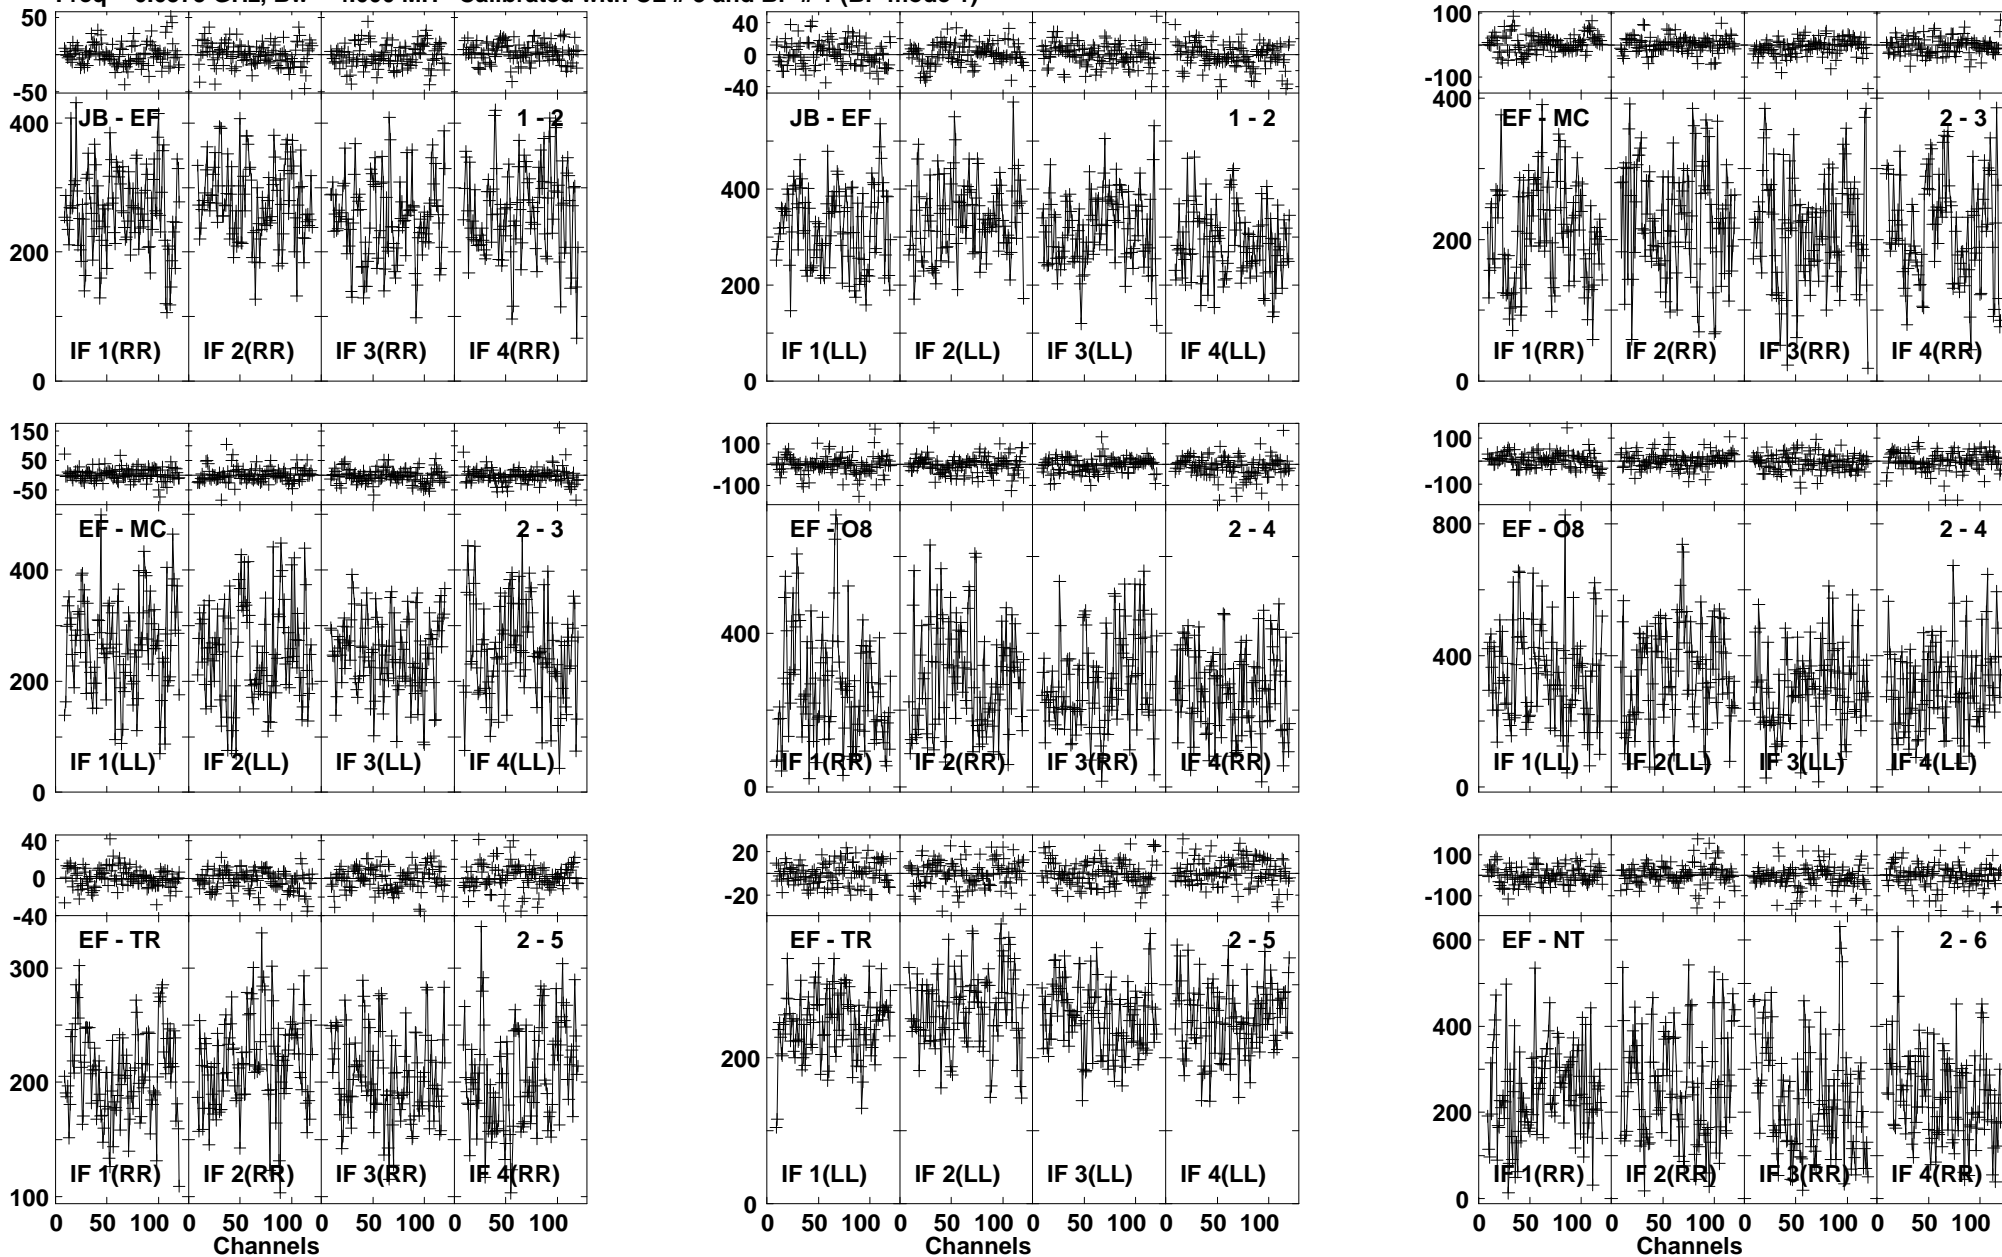 Freq GHz, Bw Calibrated with and
50 0 -50 40 0 -40 100 0 -100
JB - EF 1 - 2 JB - EF 1 - 2 EF - MC 2 - 3
400 200 0 400 200 0 400 200 0
IF 1(RR) IF 2(RR) IF 3(RR) IF 4(RR) IF 1(LL) IF 2(LL) IF 3(LL) IF 4(LL) IF 1(RR) IF 2(RR) IF 3(RR) IF 4(RR)
150 50 -50 100 -100 100 -100
EF - MC 2 - 3 EF - O8 2 - 4 EF - O8 2 - 4
400 200 0 400 0 800 400 0
IF 1(LL) IF 2(LL) IF 3(LL) IF 4(LL) IF 1(RR) IF 2(RR) IF 3(RR) IF 4(RR) IF 1(LL) IF 2(LL) IF 3(LL) IF 4(LL)
40 0 -40 20 -20 100 -100
EF - TR 2 - 5 EF - TR 2 - 5 EF - NT 2 - 6
300 200 100 200 0 600 400 200 0
IF 1(RR) IF 2(RR) IF 3(RR) IF 4(RR) IF 1(LL) IF 2(LL) IF 3(LL) IF 4(LL) IF 1(RR) IF 2(RR) IF 3(RR) IF 4(RR)
0 50 100 0 50 100 0 50 100 0 50 100 0 50 100 0 50 100 0 50 100 0 50 100 0 50 100 0 50 100 0 50 100 0 50 100
Channels Channels Channels